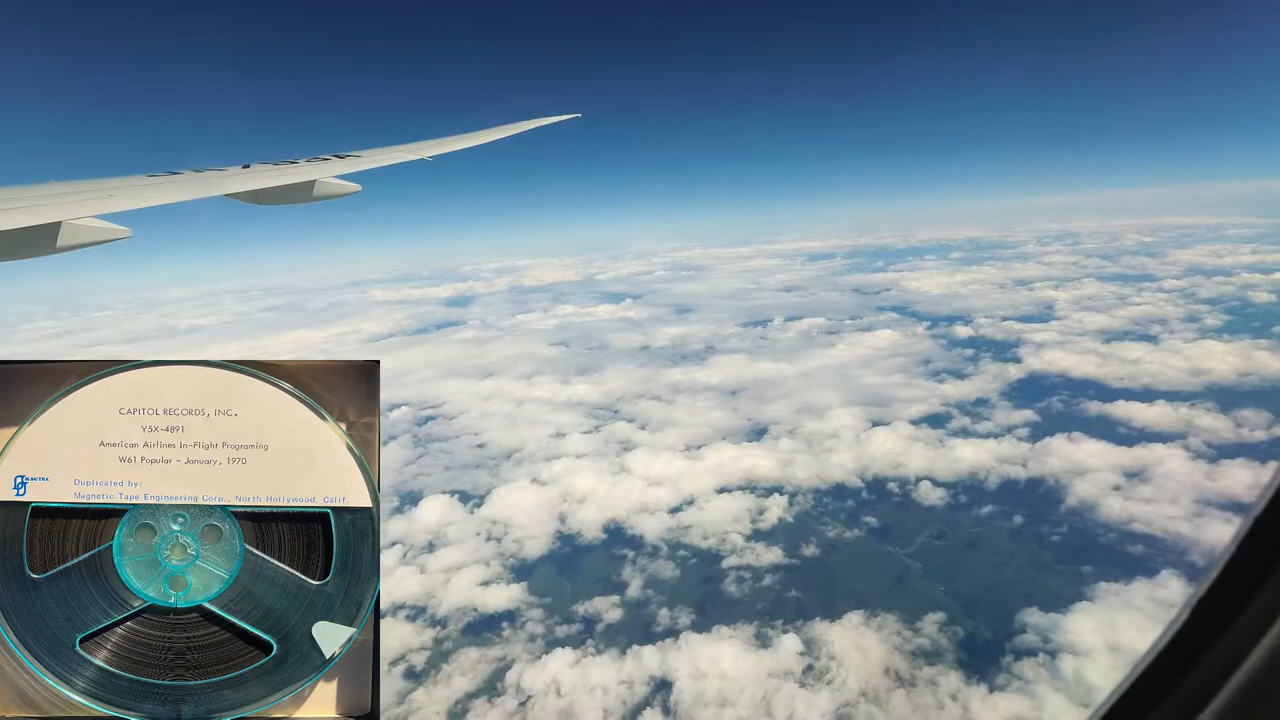 CAPITOL RECORDS, INC.
Y5X-4891
American Airlines In-Flight Programing
W61 Popular - January, 1970
MAGTEC
Duplicated by:
Magnetic Tape Engineering Corp., North Hollywood, Calif.